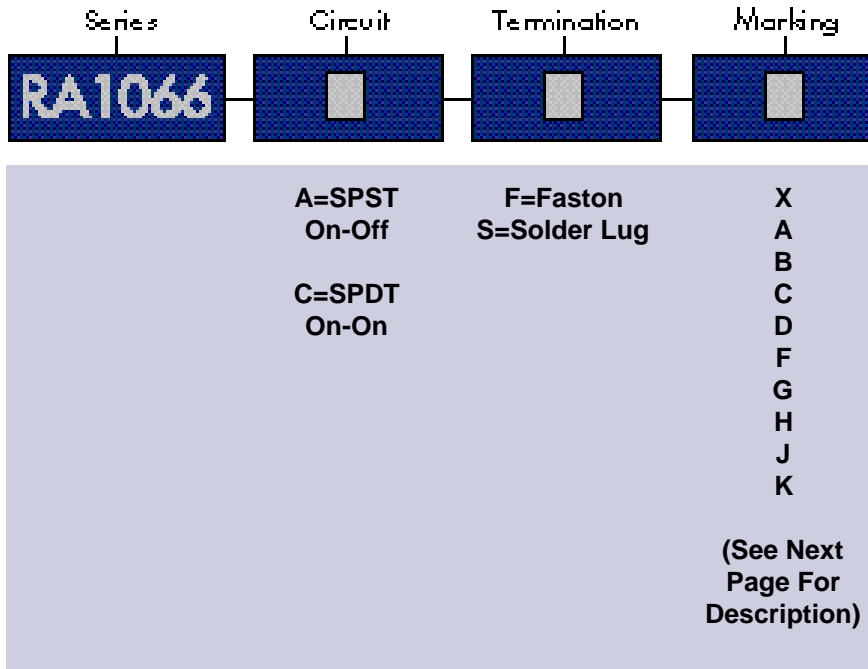 Series Circuit Termination Marking
RA1066
A=SPST
On-Off
C=SPDT
On-On
F=Faston
S=Solder Lug
X
A
B
C
D
F
G
H
J
K
(See Next
Page For
Description)